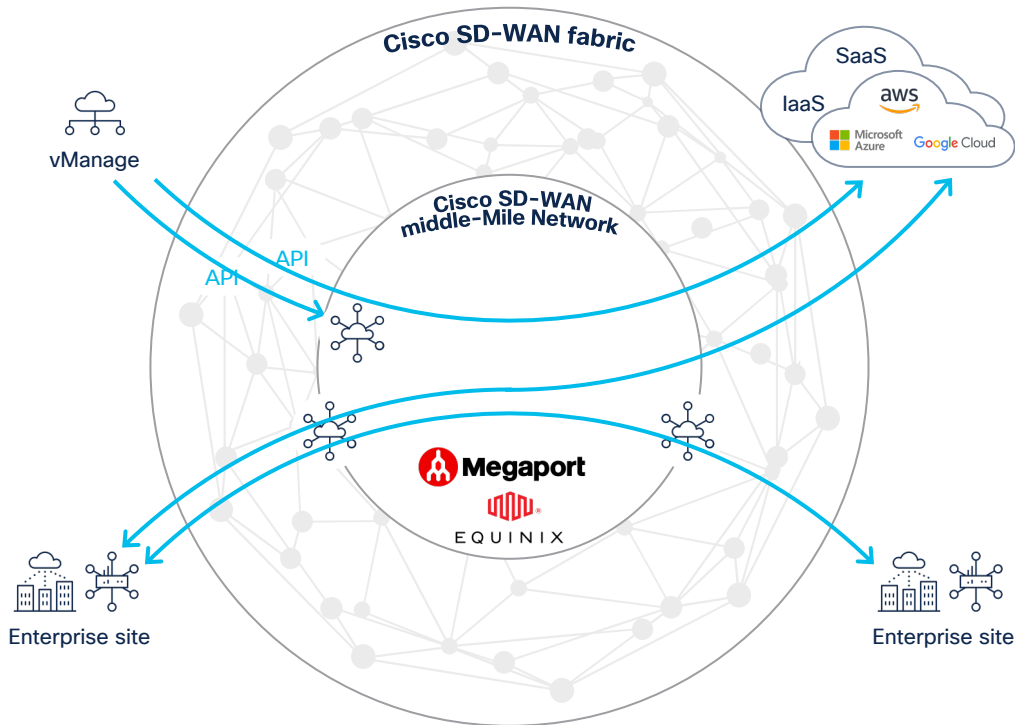 Cisco SD-WAN fabric
SaaS
IaaS
aws
Microsoft
Azure
Google Cloud
vManage
Cisco SD-WAN
middle-Mile Network
API
API
Megaport
EQUINIX
Enterprise site
Enterprise site